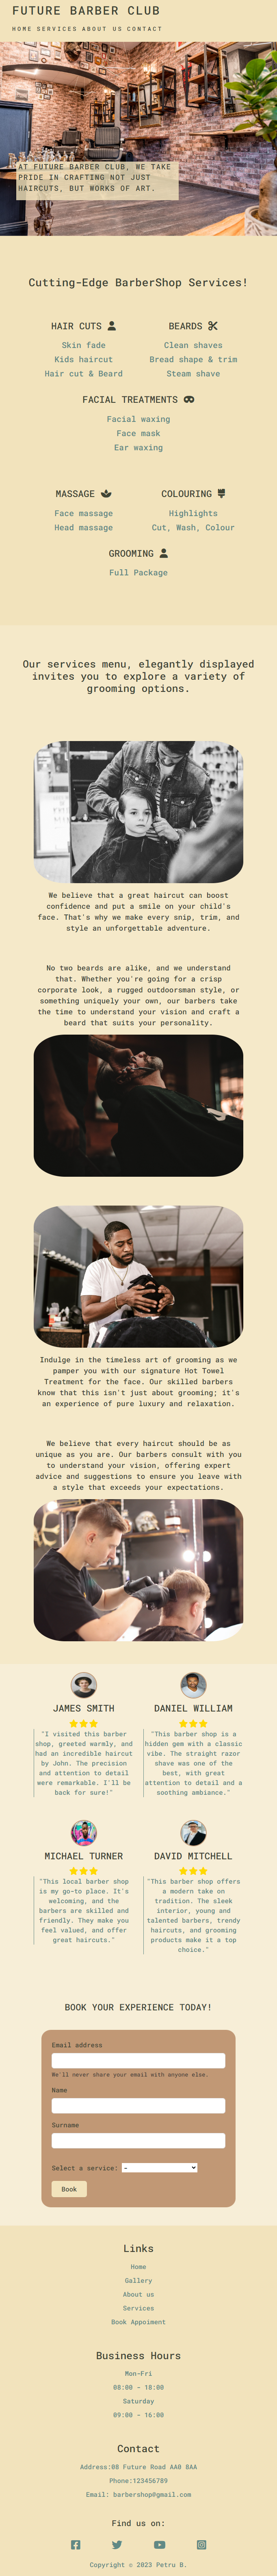 FUTURE BARBER CLUB
HOME SERVICES ABOUT US CONTACT
AT FUTURE BARBER CLUB, WE TAKE
PRIDE IN CRAFTING NOT JUST
HAIRCUTS, BUT WORKS OF ART.
Cutting-Edge BarberShop Services!
HAIR CUTS
Skin fade
Kids haircut
Hair cut & Beard
BEARDS
Clean shaves
Bread shape & trim
Steam shave
FACIAL TREATMENTS
Facial waxing
Face mask
Ear waxing
MASSAGE
Face massage
Head massage
COLOURING
Highlights
Cut, Wash, Colour
GROOMING
Full Package
Our services menu, elegantly displayed
invites you to explore a variety of
grooming options.
We believe that a great haircut can boost
confidence and put a smile on your child's
face. That's why we make every snip, trim, and
style an unforgettable adventure.
No two beards are alike, and we understand
that. Whether you're going for a crisp
corporate look, a rugged outdoorsman style, or
something uniquely your own, our barbers take
the time to understand your vision and craft a
beard that suits your personality.
Indulge in the timeless art of grooming as we
pamper you with our signature Hot Towel
Treatment for the face. Our skilled barbers
know that this isn't just about grooming; it's
an experience of pure luxury and relaxation.
We believe that every haircut should be as
unique as you are. Our barbers consult with you
to understand your vision, offering expert
advice and suggestions to ensure you leave with
a style that exceeds your expectations.
JAMES SMITH
"I visited this barber
shop, greeted warmly, and
had an incredible haircut
by John. The precision
and attention to detail
were remarkable. I'll be
back for sure!"
DANIEL WILLIAM
"This barber shop is a
hidden gem with a classic
vibe. The straight razor
shave was one of the
best, with great
attention to detail and a
soothing ambiance."
MICHAEL TURNER
"This local barber shop
is my go-to place. It's
welcoming, and the
barbers are skilled and
friendly. They make you
feel valued, and offer
great haircuts."
DAVID MITCHELL
"This barber shop offers
a modern take on
tradition. The sleek
interior, young and
talented barbers, trendy
haircuts, and grooming
products make it a top
choice."
BOOK YOUR EXPERIENCE TODAY!
Email address
We'll never share your email with anyone else.
Name
Surname
Select a service: -
Book
Links
Home
Gallery
About us
Services
Book Appoiment
Business Hours
Mon-Fri
08:00 - 18:00
Saturday
09:00 - 16:00
Contact
Address:08 Future Road AA0 8AA
Phone:123456789
Email: barbershop@gmail.com
Find us on:
Copyright © 2023 Petru B.